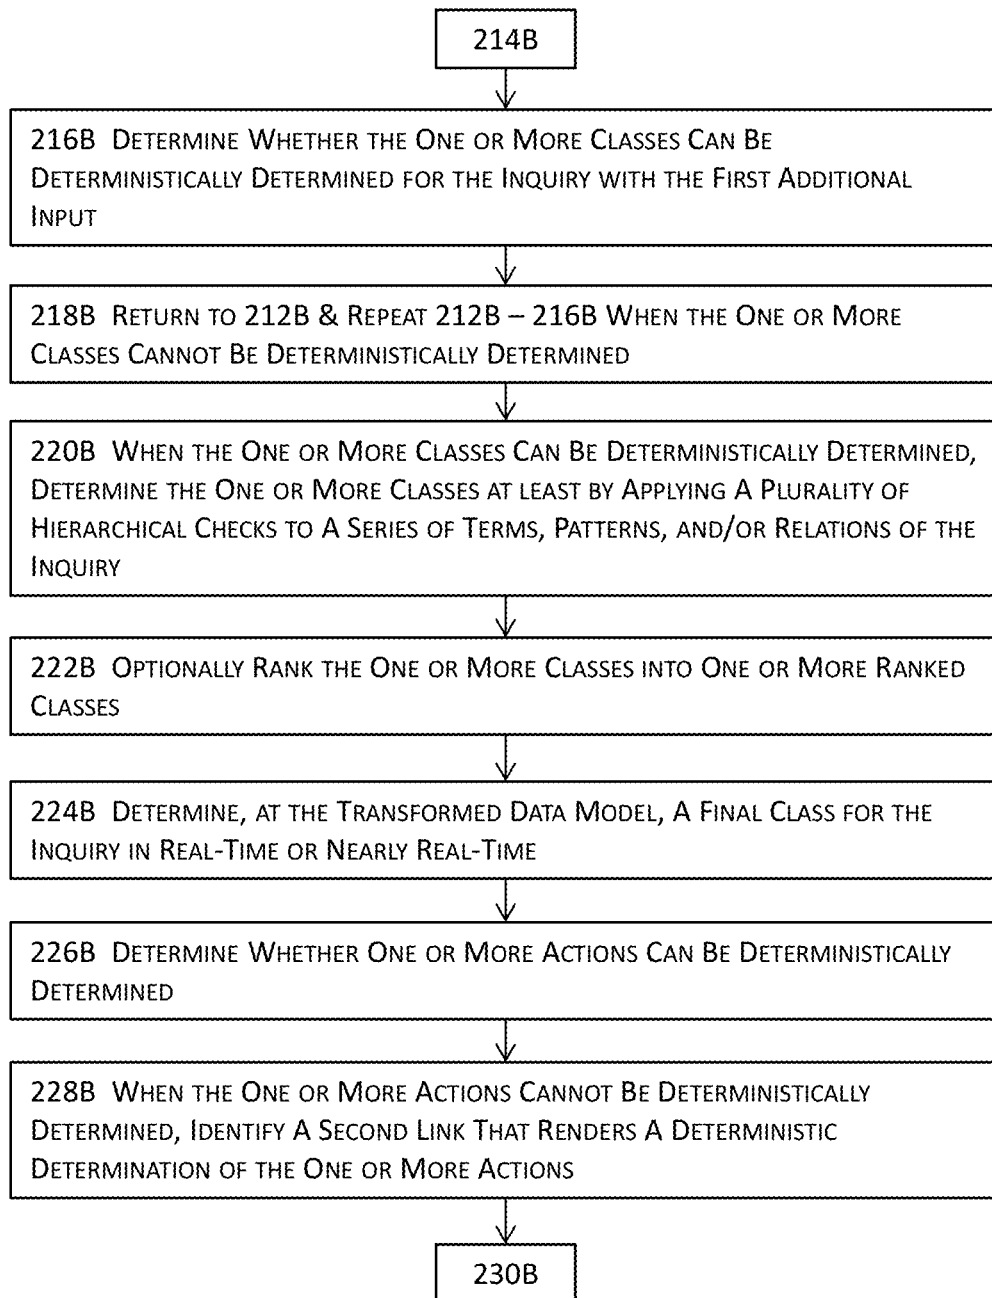 214B
216B Determine Whether the One or More Classes Can Be
Deterministically Determined for the Inquiry with the First Additional
Input
218B Return to 212B & Repeat 212B – 216B When the One or More
Classes Cannot Be Deterministically Determined
220B When the One or More Classes Can Be Deterministically Determined,
Determine the One or More Classes at least by Applying A Plurality of
Hierarchical Checks to A Series of Terms, Patterns, and/or Relations of the
Inquiry
222B Optionally Rank the One or More Classes into One or More Ranked
Classes
224B Determine, at the Transformed Data Model, A Final Class for the
Inquiry in Real-Time or Nearly Real-Time
226B Determine Whether One or More Actions Can Be Deterministically
Determined
228B When the One or More Actions Cannot Be Deterministically
Determined, Identify A Second Link That Renders A Deterministic
Determination of the One or More Actions
230B